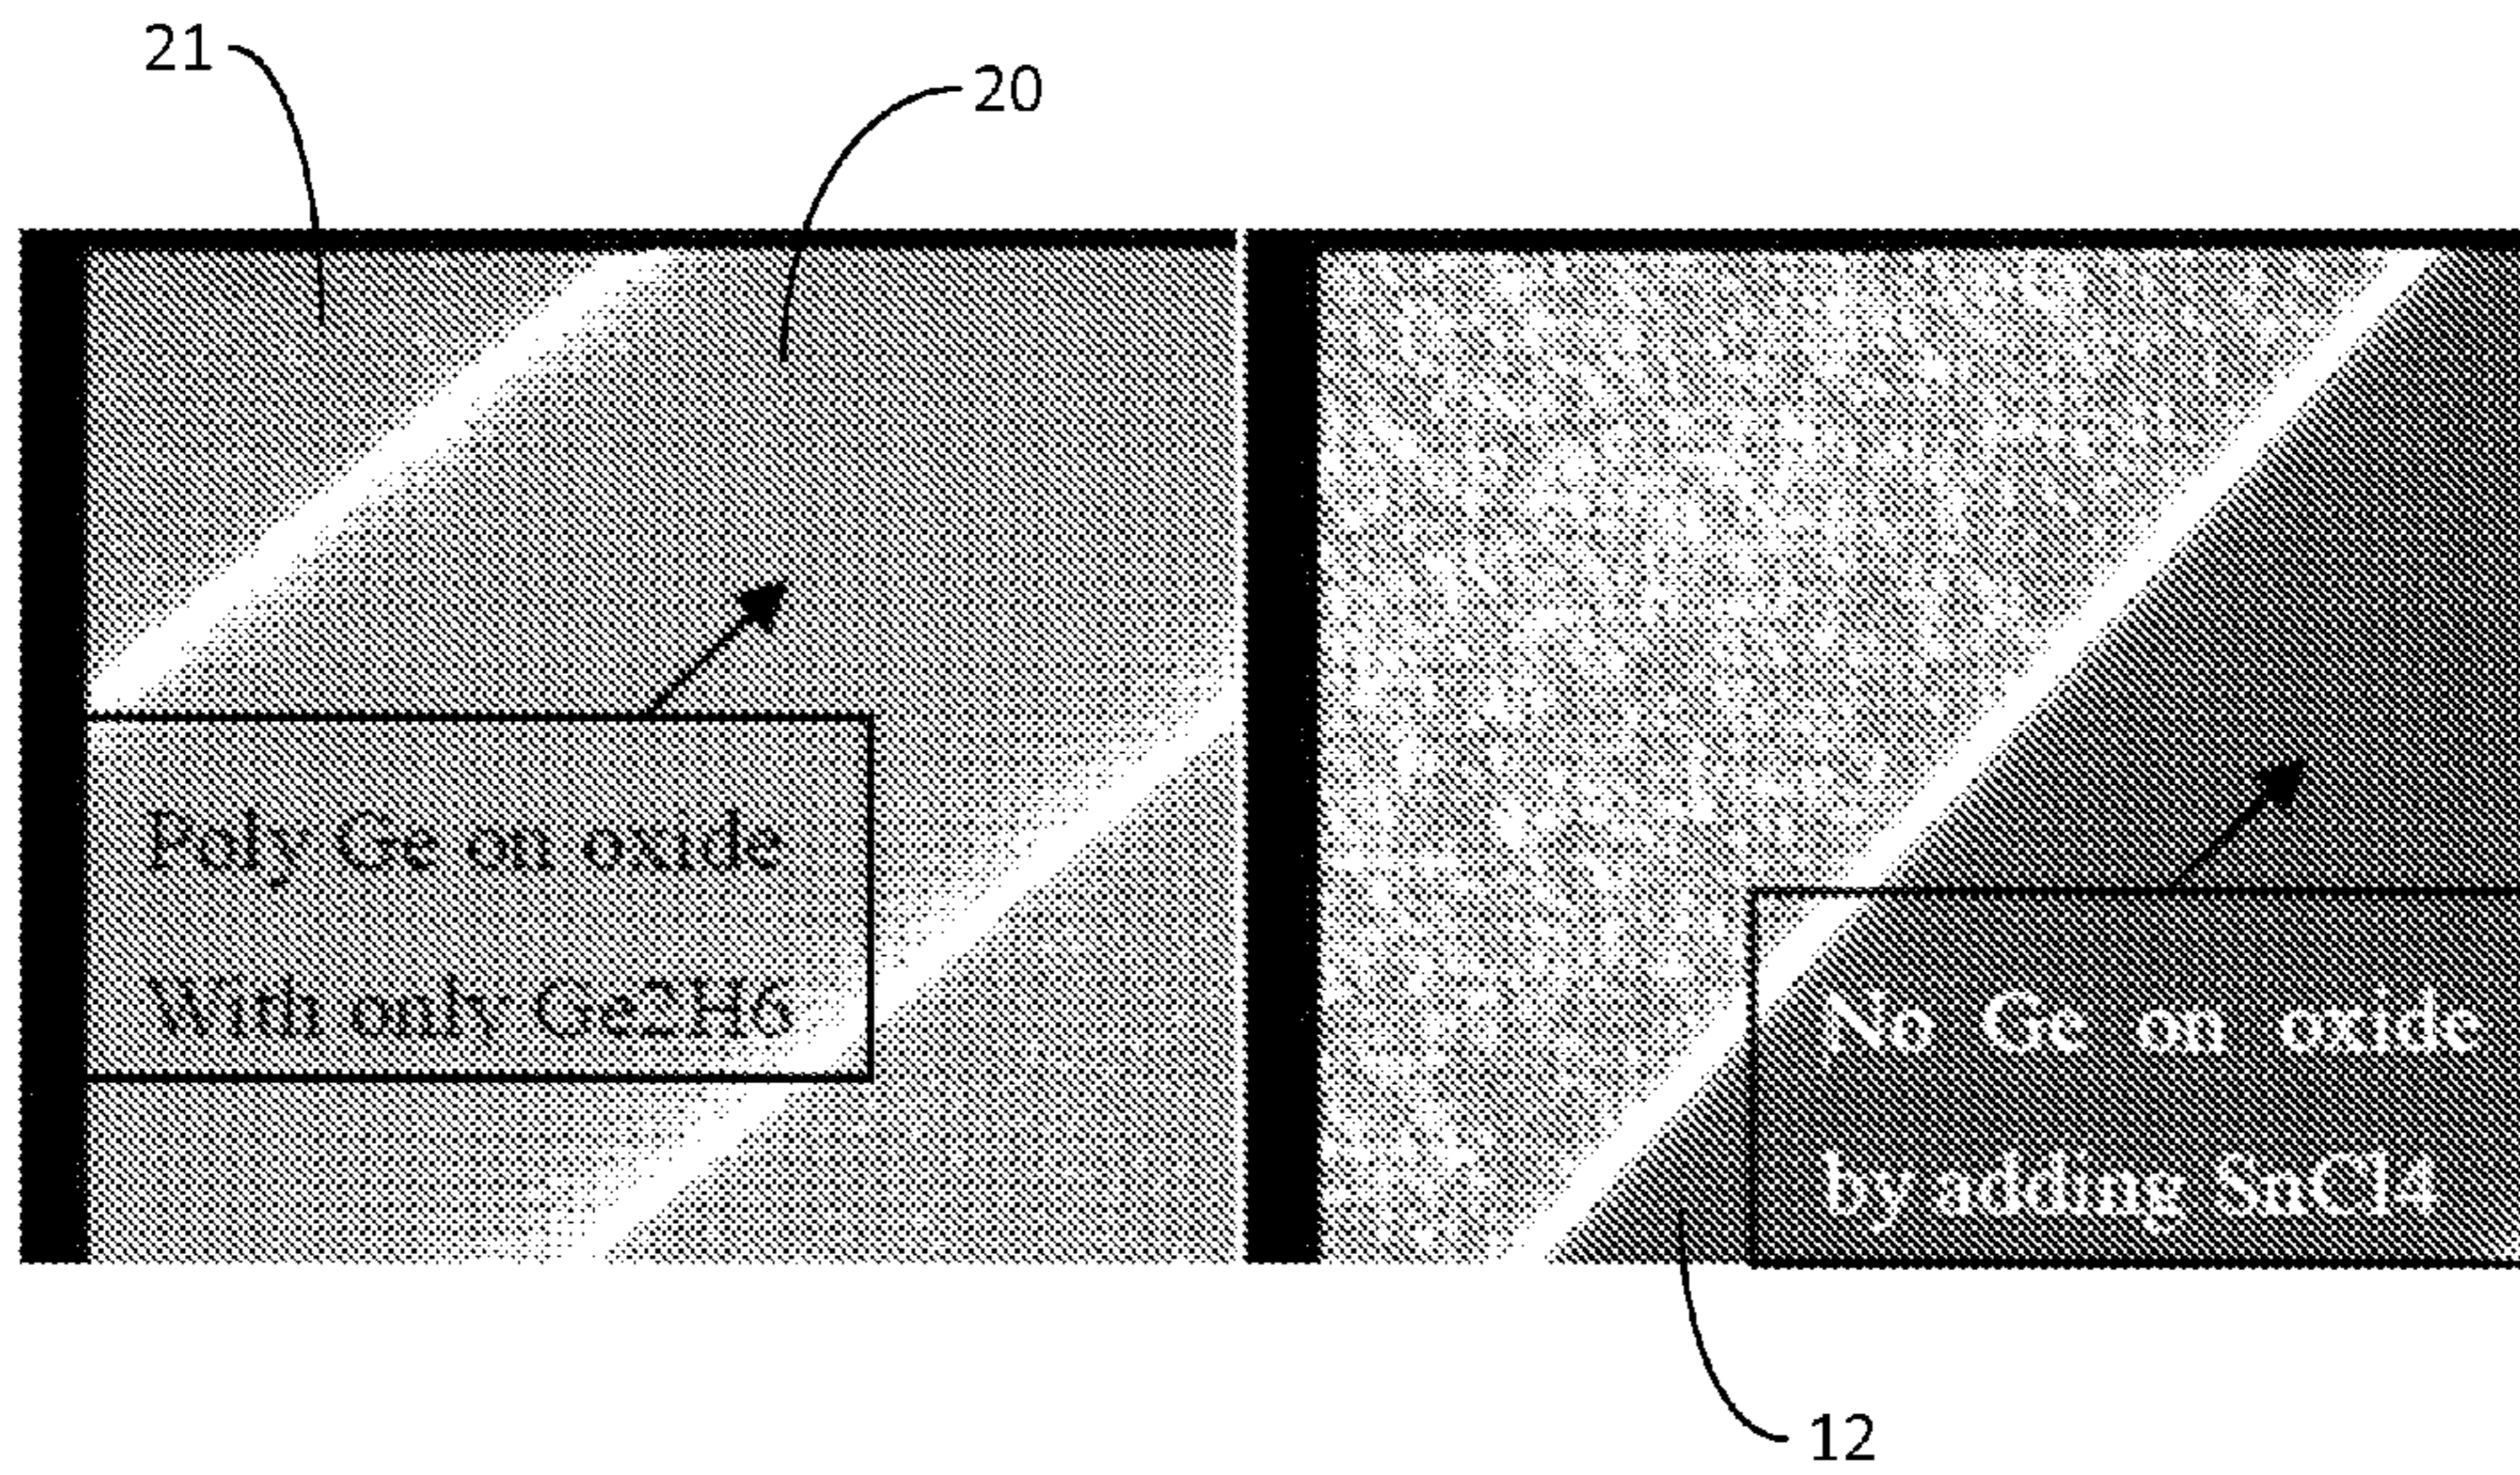 21
20
Poly Ge on oxide
With only Ge2H6
No Ge on oxide
by adding SnCl4
12